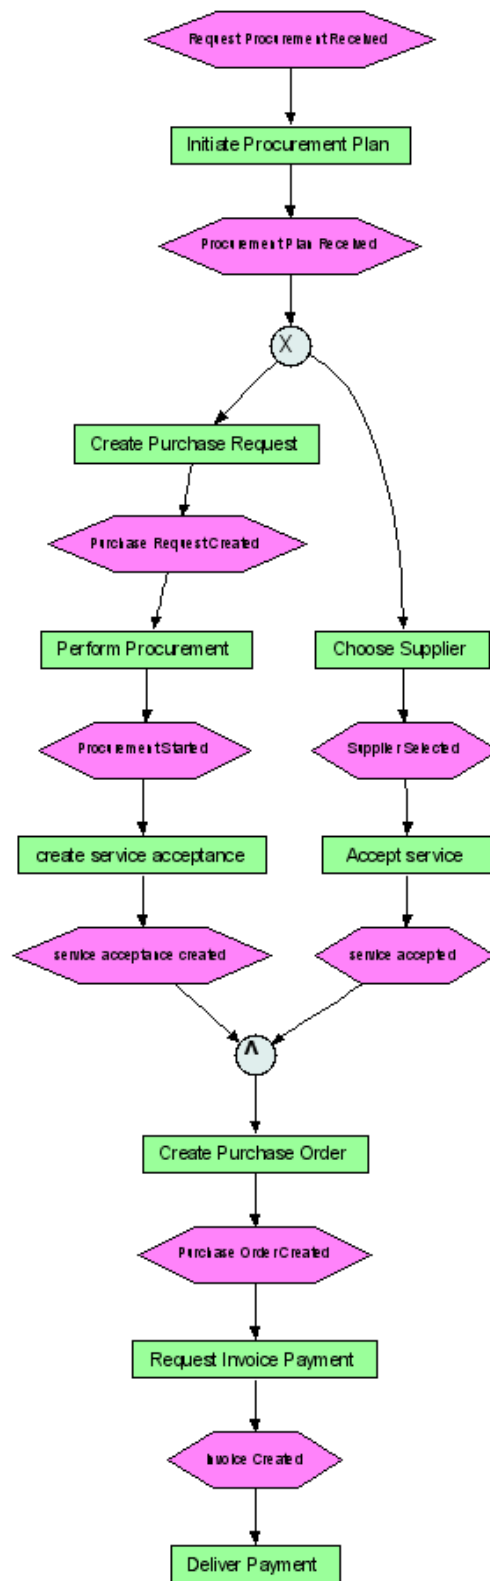 Request Procurement Received
Initiate Procurement Plan
Procurement Plan Received
X
Create Purchase Request
Purchase Request Created
Perform Procurement
Choose Supplier
Procurement Started
Supplier Selected
create service acceptance
Accept service
service acceptance created
service accepted
^
Create Purchase Order
Purchase Order Created
Request Invoice Payment
Invoice Created
Deliver Payment